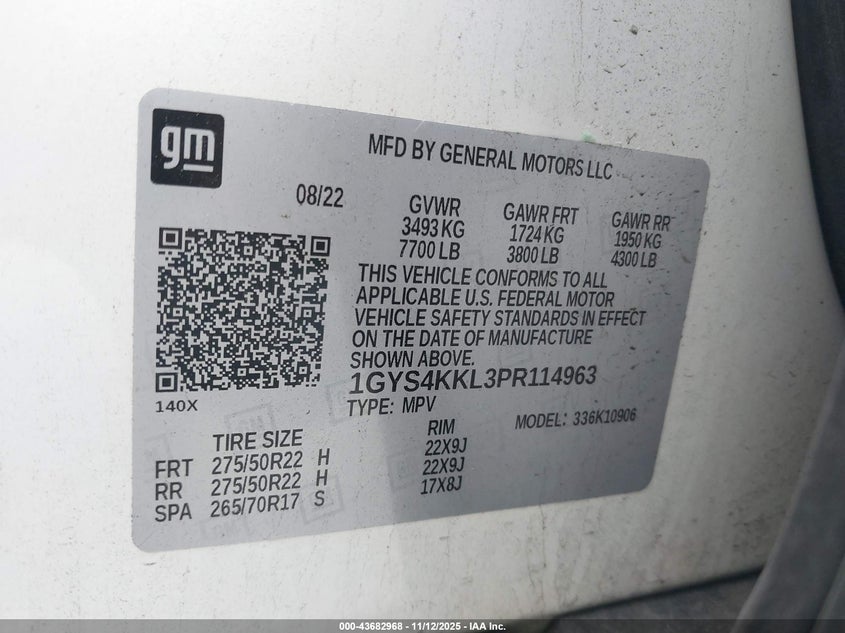 gm
MFD BY GENERAL MOTORS LLC
08/22
GVWR GAWR FRT GAWR RR
3493 KG 1724 KG 1950 KG
7700 LB 3800 LB 4300 LB
THIS VEHICLE CONFORMS TO ALL
APPLICABLE U.S. FEDERAL MOTOR
VEHICLE SAFETY STANDARDS IN EFFECT
ON THE DATE OF MANUFACTURE
SHOWN ABOVE.
1GYS4KKL3PR114963
140X
TYPE: MPV MODEL: 336K10906
TIRE SIZE RIM
FRT 275/50R22 H 22X9J
RR 275/50R22 H 22X9J
SPA 265/70R17 S 17X8J
000-43682968 - 11/12/2025 - IAA Inc.